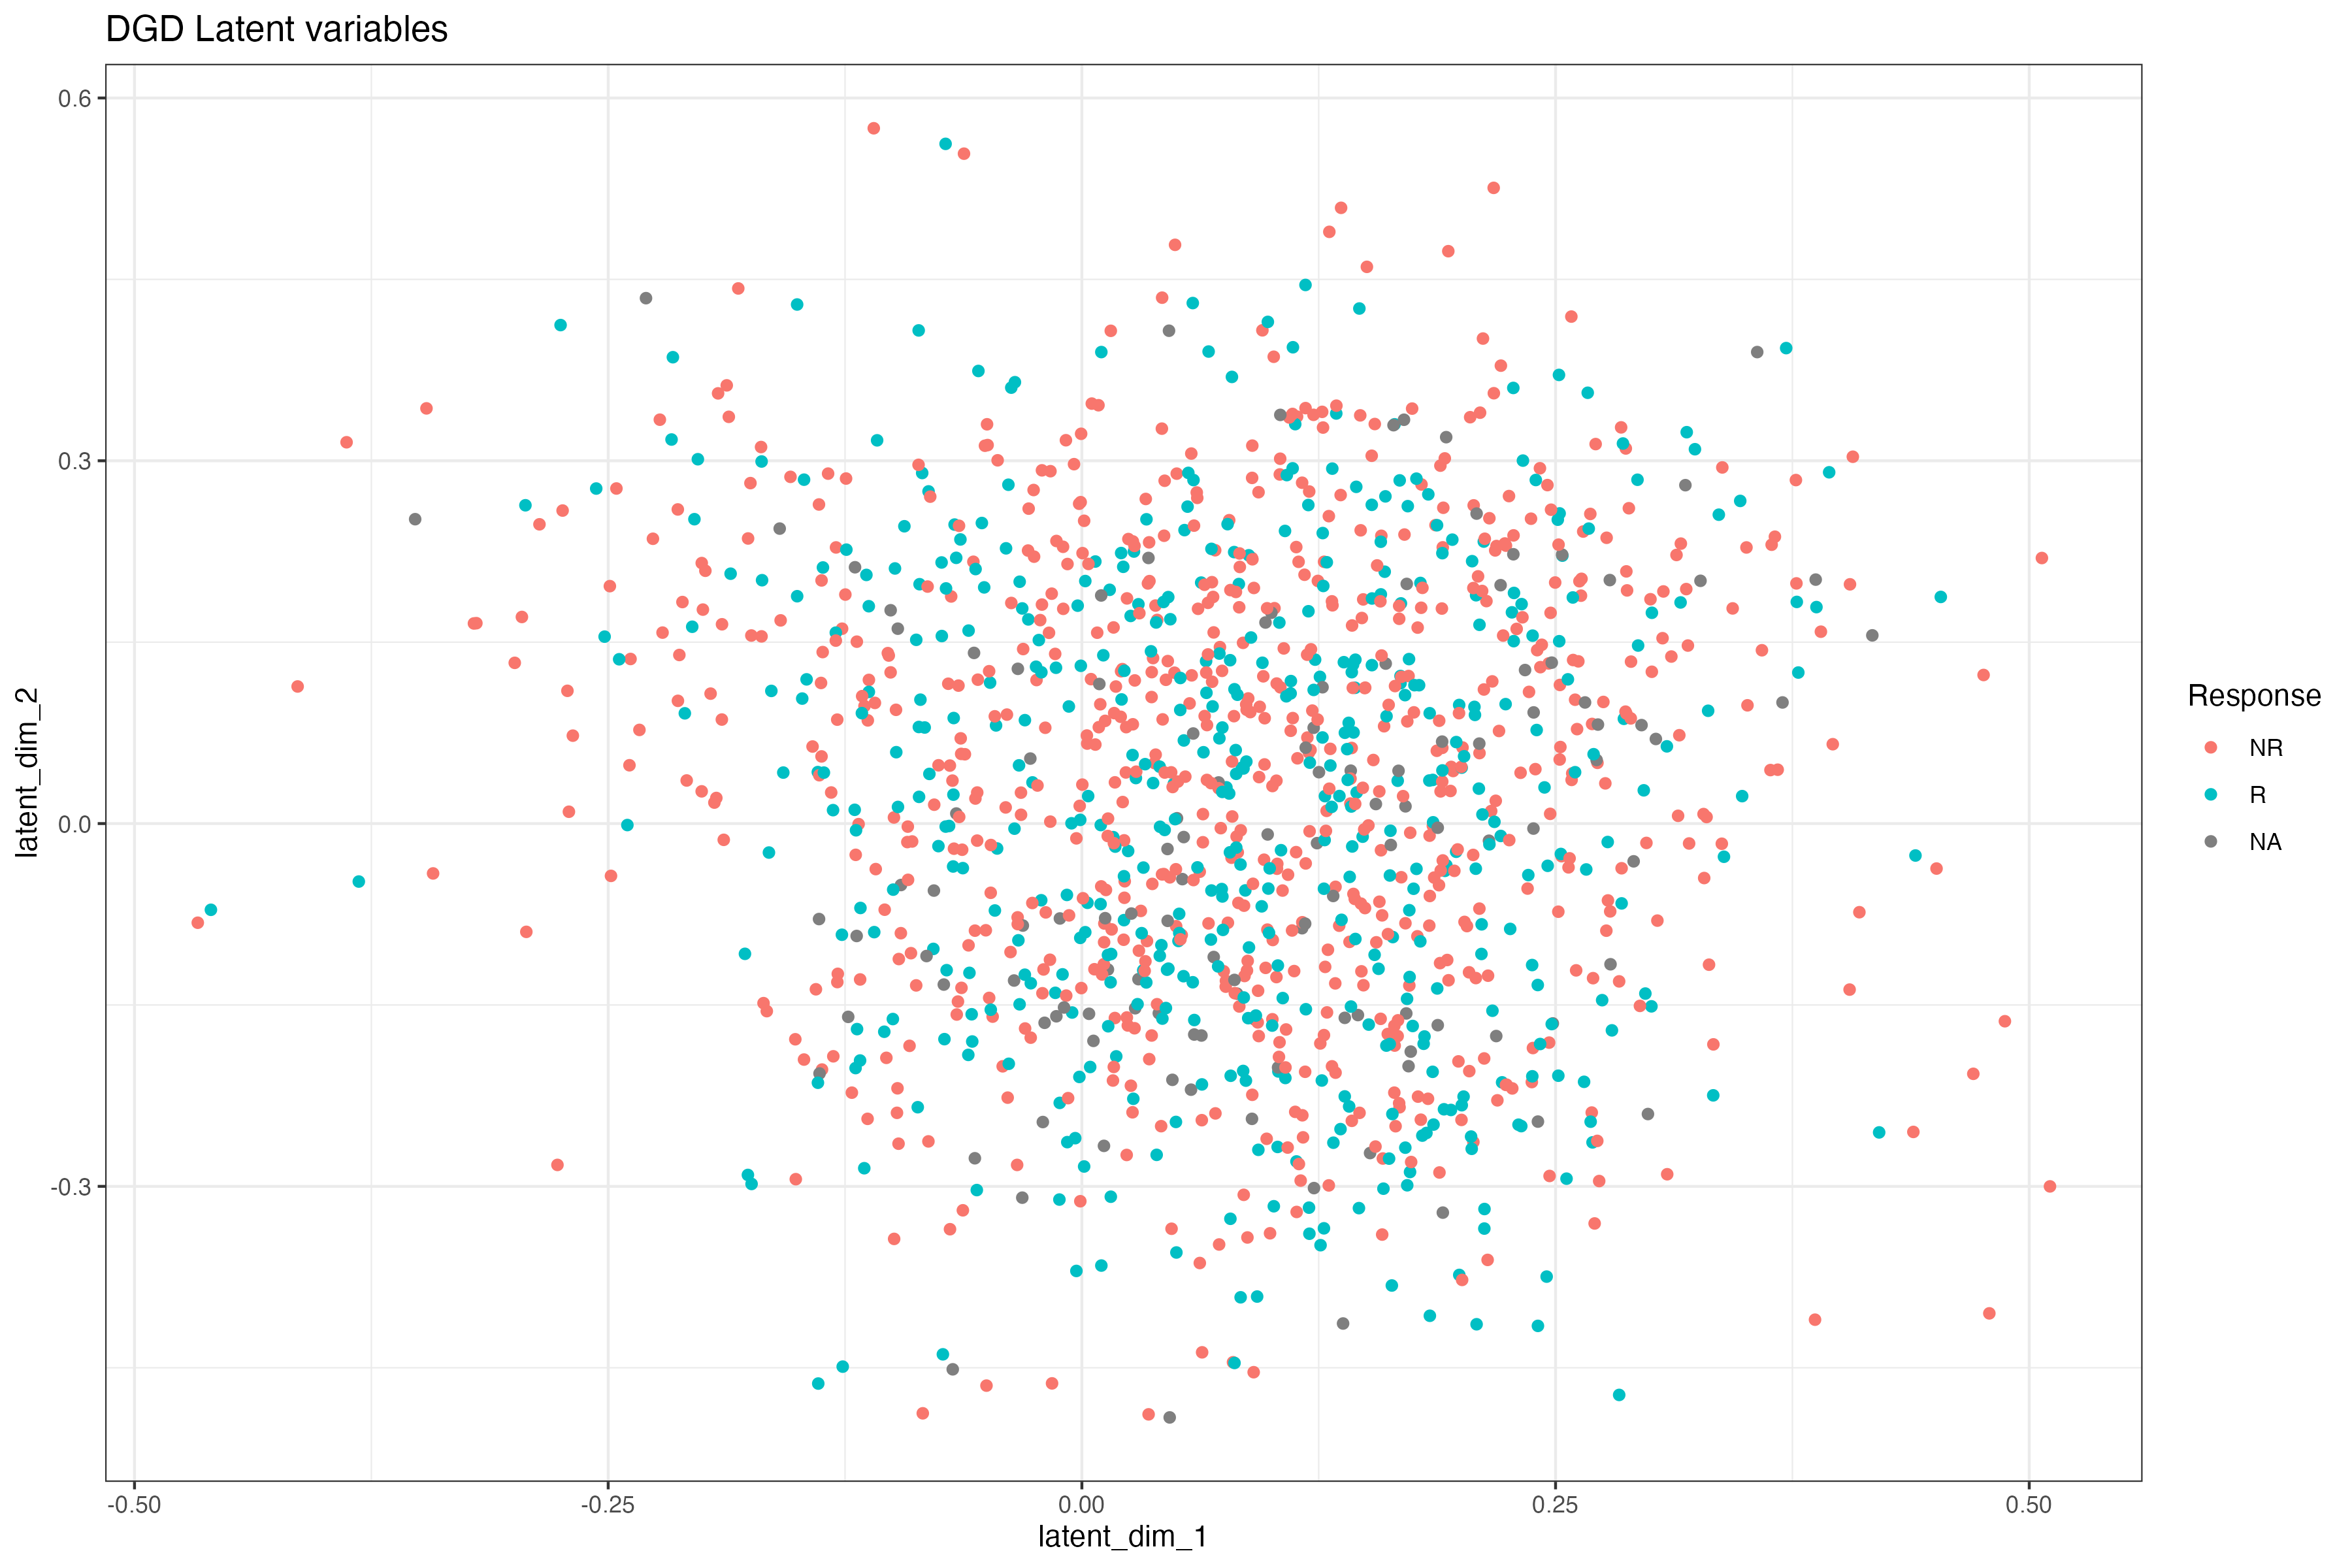 DGD Latent variables
0.6
0.3
0.0
-0.3
latent_dim_2
-0.50
-0.25
0.00
0.25
0.50
latent_dim_1
Response
NR
R
NA